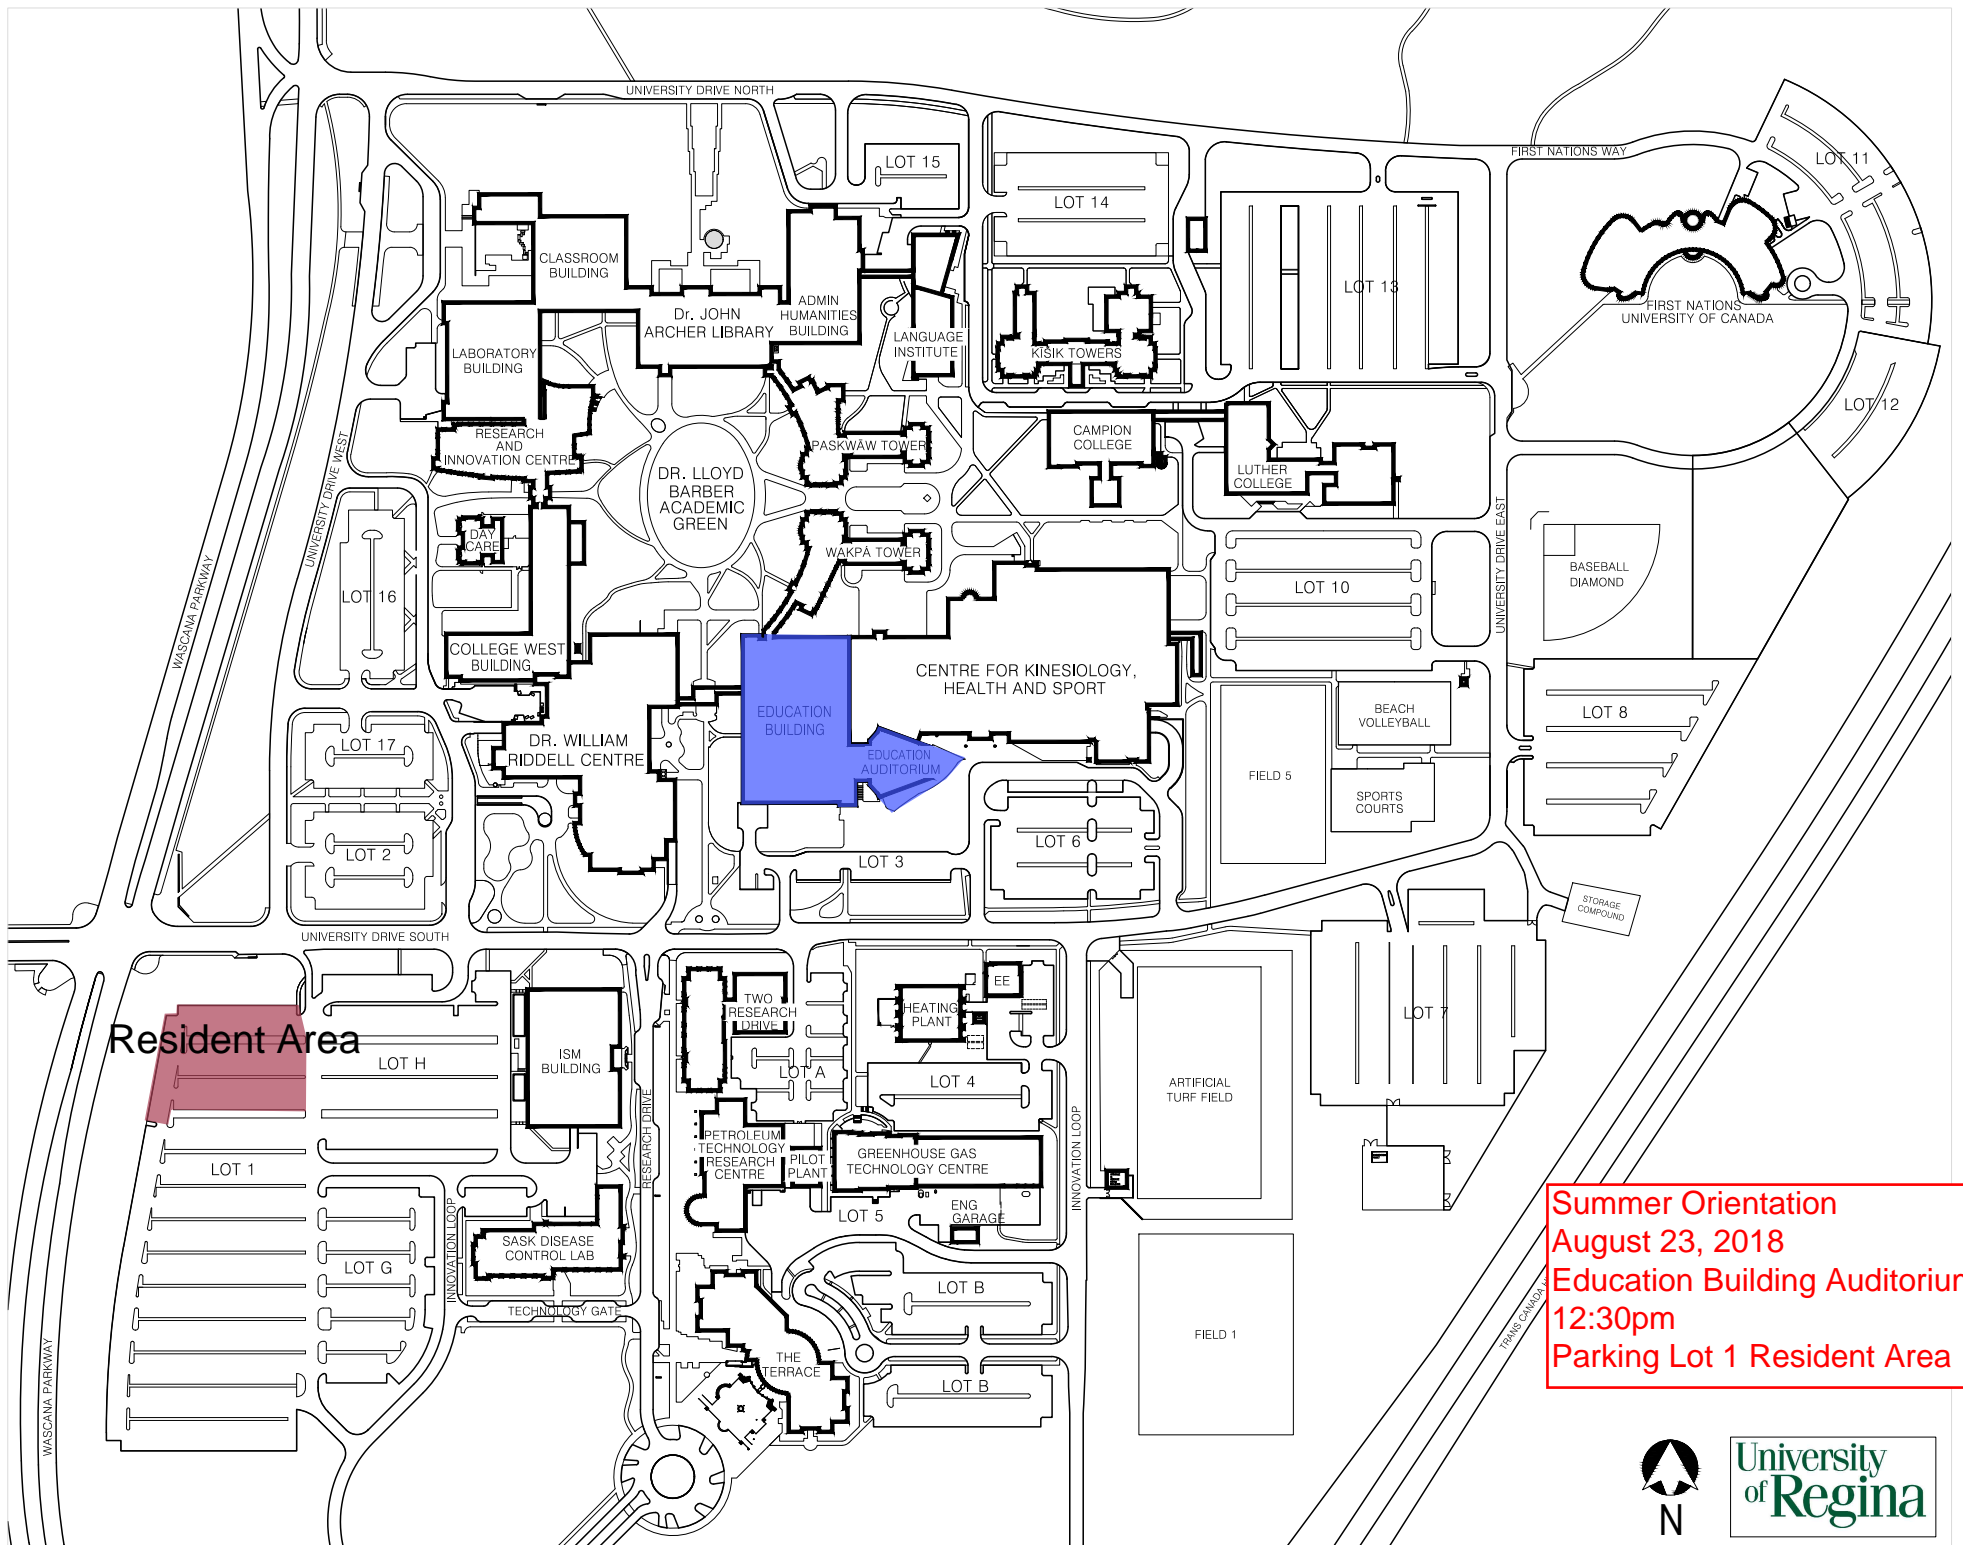 UNIVERSITY DRIVE NORTH
FIRST NATIONS WAY
LOT 11
LOT 15
LOT 14
CLASSROOM
BUILDING
LOT 13
ADMIN
HUMANITIES
BUILDING
Dr. JOHN
ARCHER LIBRARY
FIRST NATIONS
UNIVERSITY OF CANADA
LANGUAGE
INSTITUTE
KĪSIK TOWERS
LABORATORY
BUILDING
LOT 12
RESEARCH
AND
INNOVATION CENTRE
PASKWĀW TOWER
CAMPION
COLLEGE
LUTHER
COLLEGE
DR. LLOYD
BARBER
ACADEMIC
GREEN
UNIVERSITY DRIVE WEST
UNIVERSITY DRIVE EAST
DAY
CARE
WAKPĀ TOWER
BASEBALL
DIAMOND
LOT 16
LOT 10
WASCANA PARKWAY
COLLEGE WEST
BUILDING
CENTRE FOR KINESIOLOGY,
HEALTH AND SPORT
EDUCATION
BUILDING
BEACH
VOLLEYBALL
LOT 8
LOT 17
DR. WILLIAM
RIDDELL CENTRE
EDUCATION
AUDITORIUM
FIELD 5
SPORTS
COURTS
LOT 2
LOT 3
LOT 6
STORAGE
COMPOUND
UNIVERSITY DRIVE SOUTH
EE
TWO
RESEARCH
DRIVE
HEATING
PLANT
LOT 7
Resident Area
LOT H
ISM
BUILDING
LOT A
LOT 4
ARTIFICIAL
TURF FIELD
RESEARCH DRIVE
INNOVATION LOOP
PETROLEUM
TECHNOLOGY
RESEARCH
CENTRE
PILOT
PLANT
GREENHOUSE GAS
TECHNOLOGY CENTRE
LOT 1
LOT 5
ENG
GARAGE
INNOVATION LOOP
SASK DISEASE
CONTROL LAB
LOT G
LOT B
TECHNOLOGY GATE
FIELD 1
THE
TERRACE
LOT B
WASCANA PARKWAY
TRANS CANADA
Summer Orientation
August 23, 2018
Education Building Auditorium
12:30pm
Parking Lot 1 Resident Area
N
University
of Regina